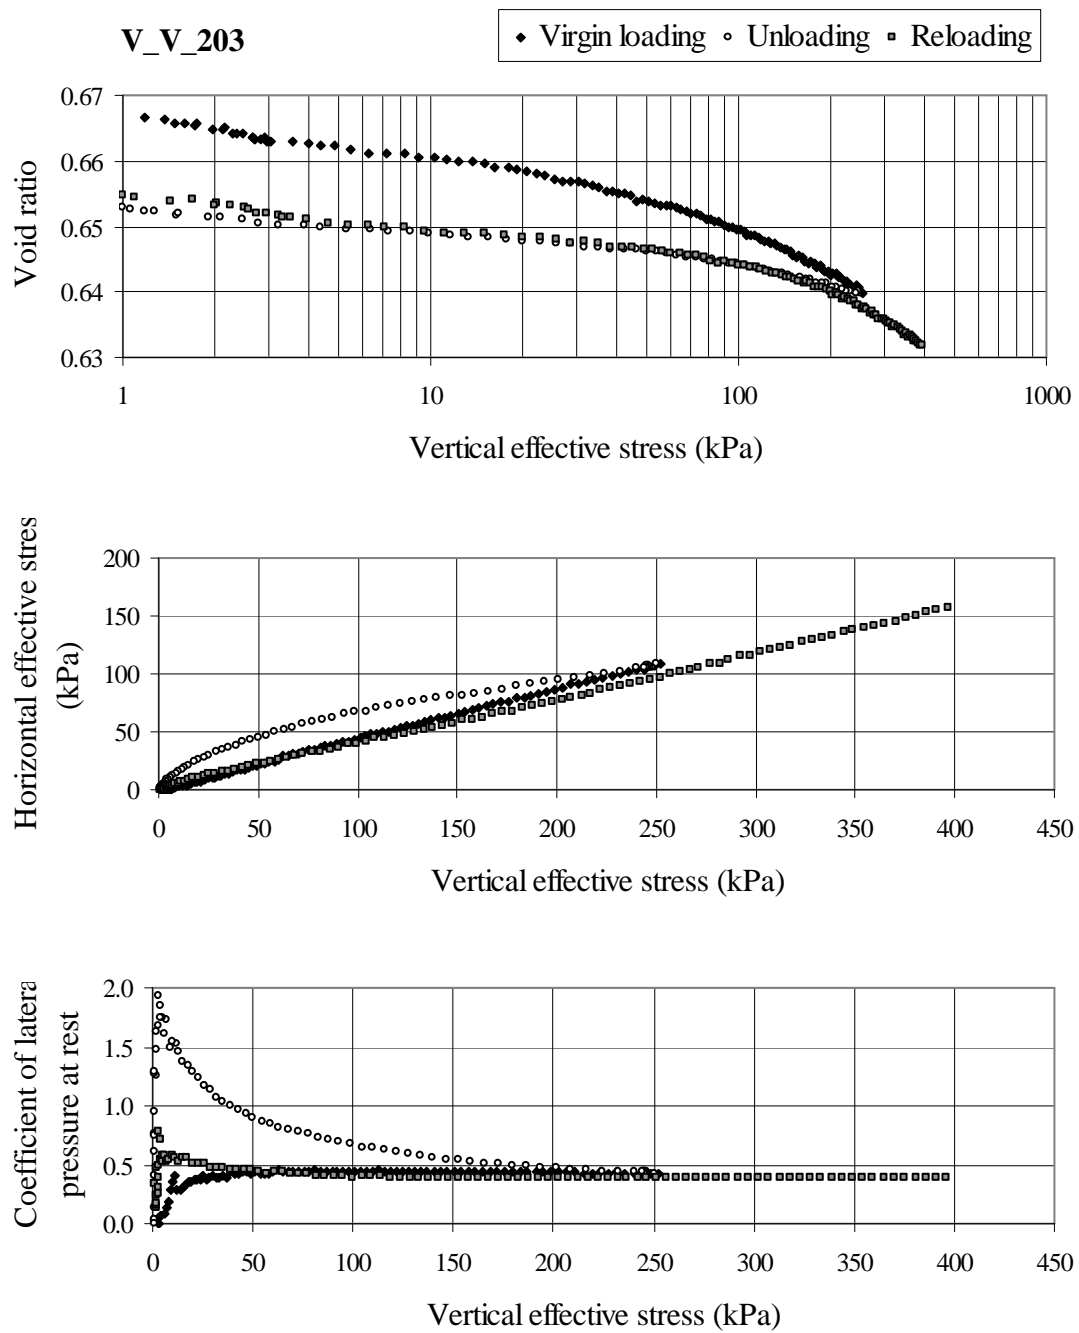 V_V_203
Virgin loading Unloading Reloading
0.67
0.66
0.65
0.64
0.63
Void ratio
1 10 100 1000
Vertical effective stress (kPa)
200
150
100
50
0
Horizontal effective stres
(kPa)
0 50 100 150 200 250 300 350 400 450
Vertical effective stress (kPa)
2.0
1.5
1.0
0.5
0.0
Coefficient of latera
pressure at rest
0 50 100 150 200 250 300 350 400 450
Vertical effective stress (kPa)